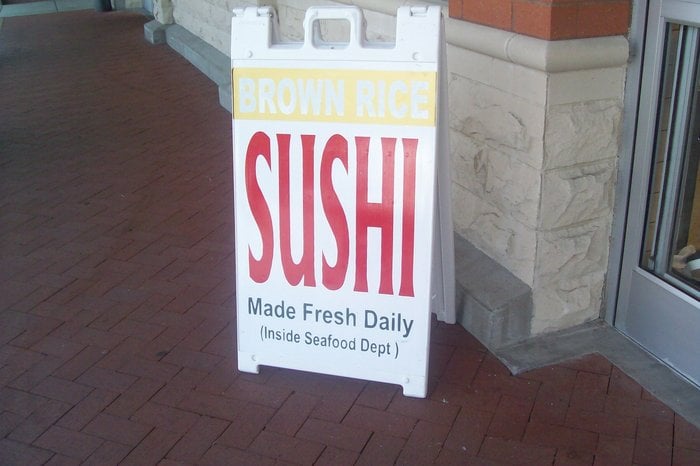 BROWN RICE
SUSHI
Made Fresh Daily
(Inside Seafood Dept)